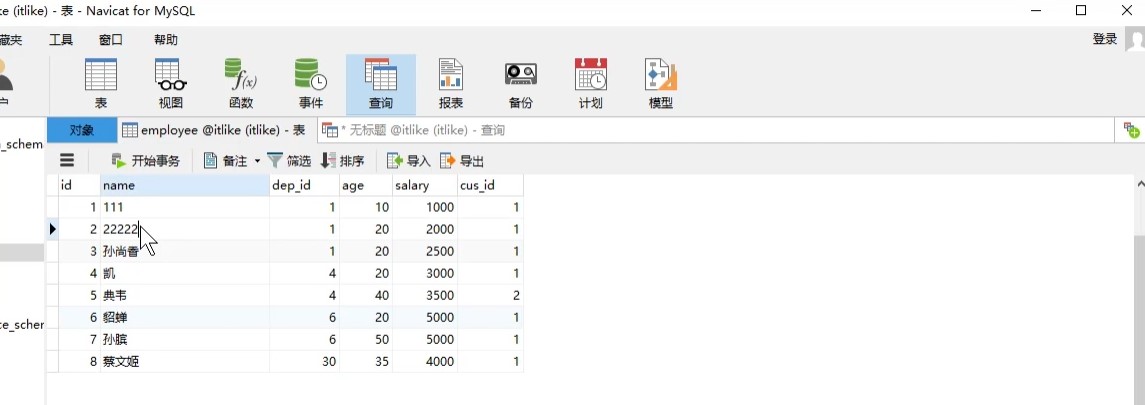 te (itlike) - 表 - Navicat for MySQL
藏夹 工具 窗口 帮助 登录
户 表 视图 f(x) 函数 事件 查询 报表 备份 计划 模型
对象 employee @itlike (itlike) - 表 * 无标题 @itlike (itlike) - 查询
_schem
开始事务 备注 筛选 排序 导入 导出
id name dep_id age salary cus_id
1 111 1 10 1000 1
2 22222 1 20 2000 1
3 孙尚香 1 20 2500 1
4 凯 4 20 3000 1
5 典韦 4 40 3500 2
6 貂蝉 6 20 5000 1
ce_scher
7 孙膑 6 50 5000 1
8 蔡文姬 30 35 4000 1